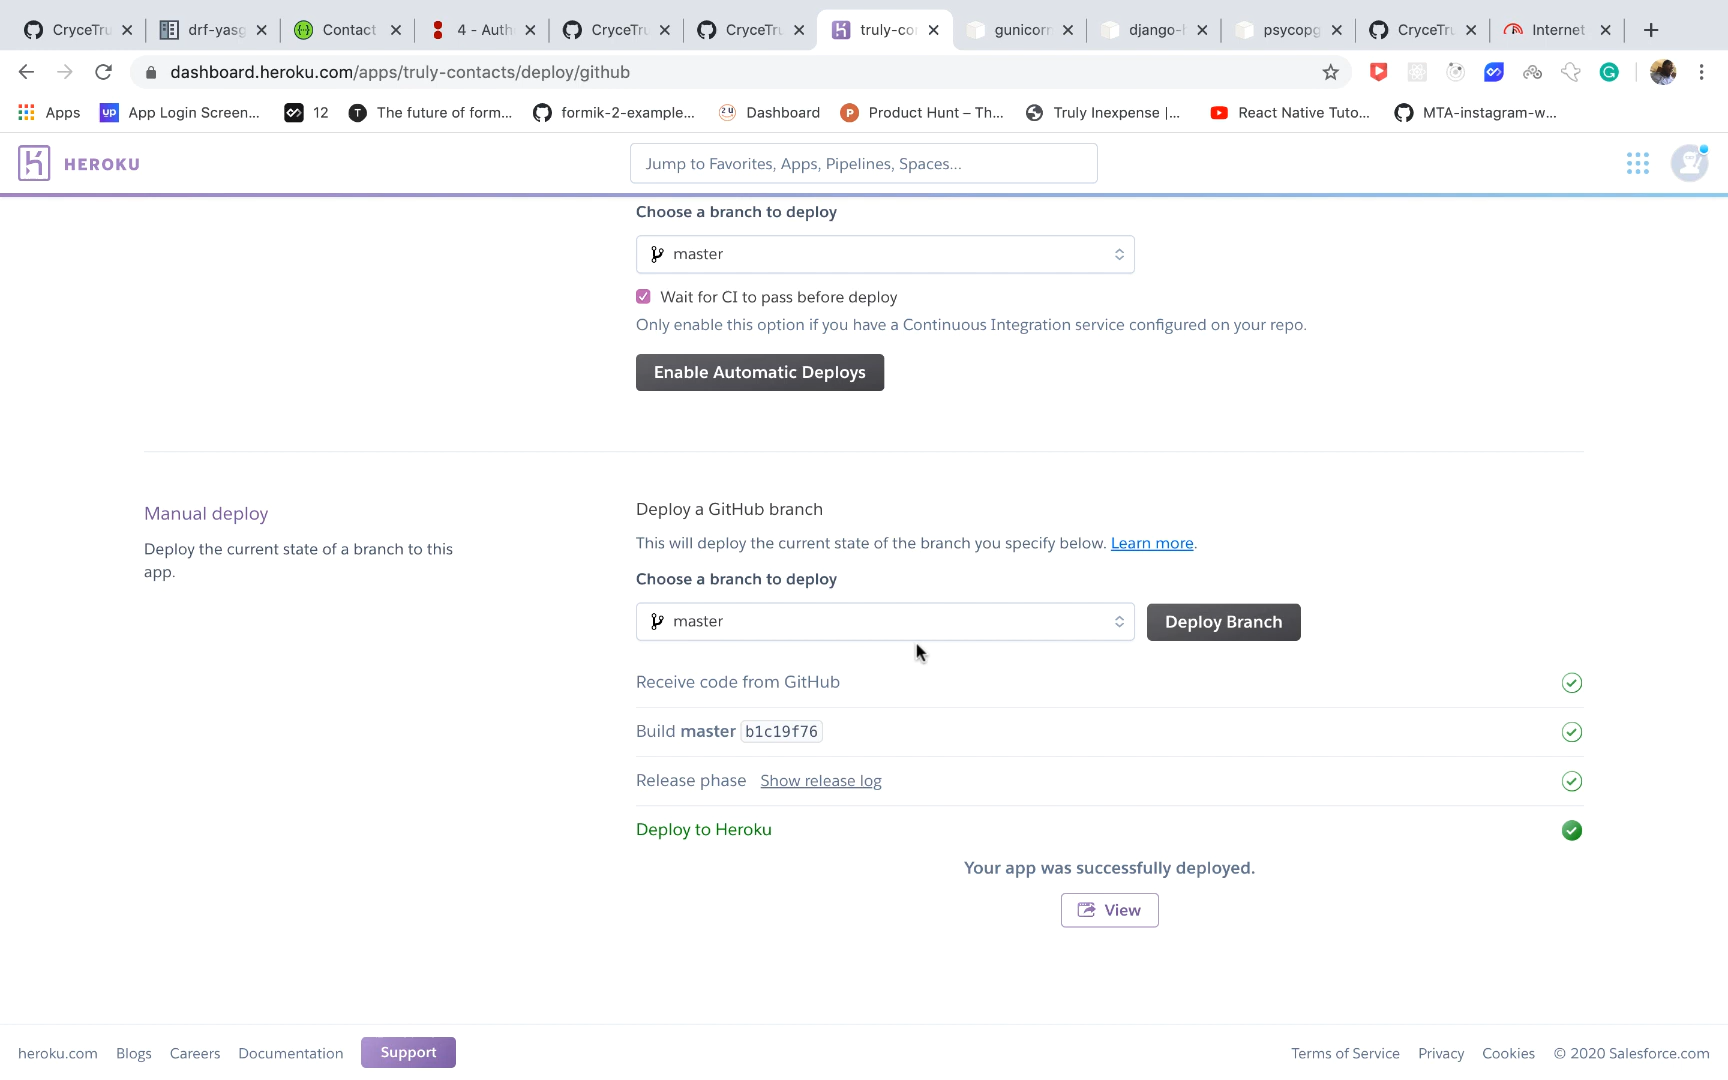 CryceTru
drf-yasg
Contact
4 - Auth
CryceTru
CryceTru
truly-co
gunicorn
django-
psycopg
CryceTru
Internet
dashboard.heroku.com/apps/truly-contacts/deploy/github
Apps
up App Login Screen...
12
T The future of form...
formik-2-example...
2U Dashboard
P Product Hunt – Th...
Truly Inexpense |...
React Native Tuto...
MTA-instagram-w...
HEROKU
Jump to Favorites, Apps, Pipelines, Spaces...
Choose a branch to deploy
master
Wait for CI to pass before deploy
Only enable this option if you have a Continuous Integration service configured on your repo.
Enable Automatic Deploys
Manual deploy
Deploy the current state of a branch to this
app.
Deploy a GitHub branch
This will deploy the current state of the branch you specify below. Learn more.
Choose a branch to deploy
master
Deploy Branch
Receive code from GitHub
Build master b1c19f76
Release phase Show release log
Deploy to Heroku
Your app was successfully deployed.
View
heroku.com Blogs Careers Documentation Support
Terms of Service Privacy Cookies © 2020 Salesforce.com